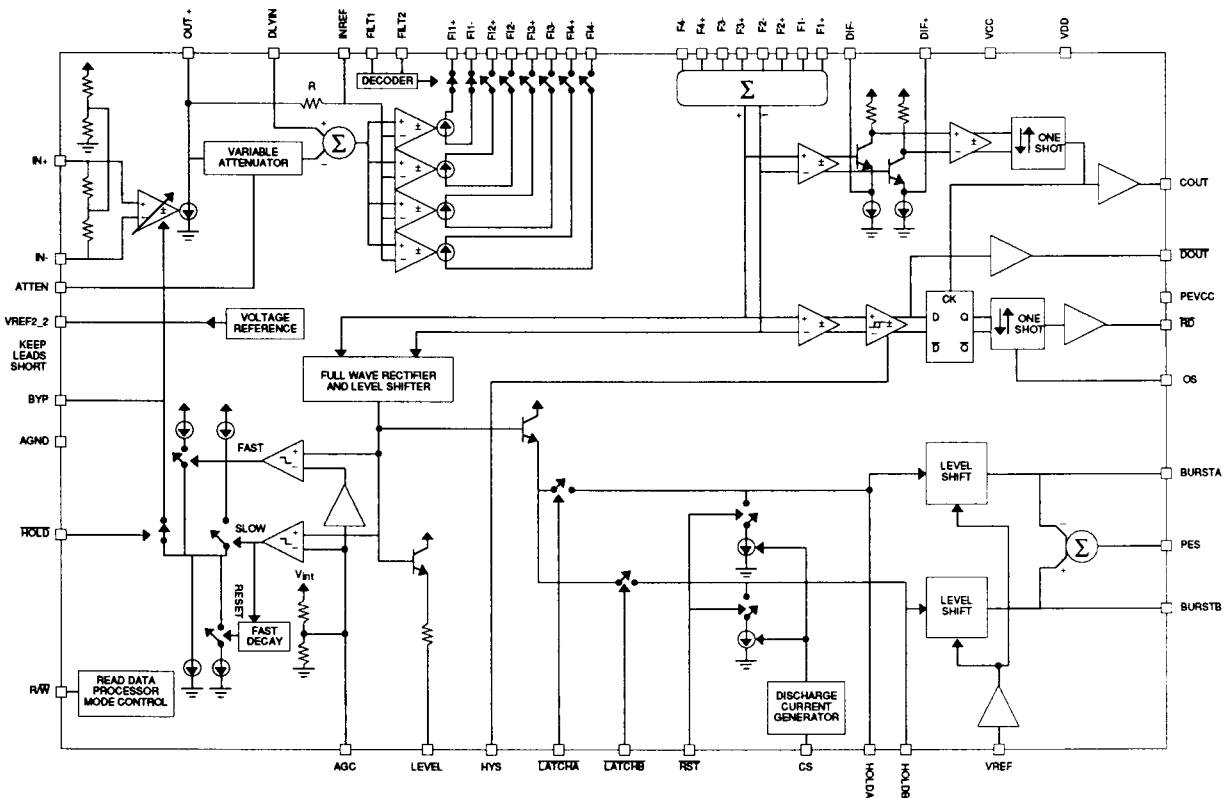 OUT +
DLYIN
INREF
FILT1
FILT2
FI1+
FI1-
FI2+
FI2-
FI3+
FI3-
FI4+
FI4-
F4-
F4+
F3-
F3+
F2-
F2+
F1-
F1+
DIF-
DIF+
VCC
VDD
DECODER
R
Σ
+
-
Σ
+
−
VARIABLE
ATTENUATOR
+
-
±
+
-
±
+
-
±
+
-
±
+
-
±
+
-
±
+
-
±
ONE
SHOT
IN+
IN-
ATTEN
VREF2_2
KEEP
LEADS
SHORT
BYP
AGND
HOLD
R/W
COUT
DOUT
PEVCC
RD
OS
BURSTA
PES
BURSTB
VOLTAGE
REFERENCE
+
-
±
+
-
±
CK
D Q
D Q
ONE
SHOT
FULL WAVE RECTIFIER
AND LEVEL SHIFTER
FAST
+
-
SLOW
+
-
RESET
Vint
FAST
DECAY
READ DATA
PROCESSOR
MODE CONTROL
LEVEL
SHIFT
−
Σ
+
LEVEL
SHIFT
DISCHARGE
CURRENT
GENERATOR
AGC
LEVEL
HYS
LATCHA
LATCHB
RST
CS
HOLDA
HOLDB
VREF